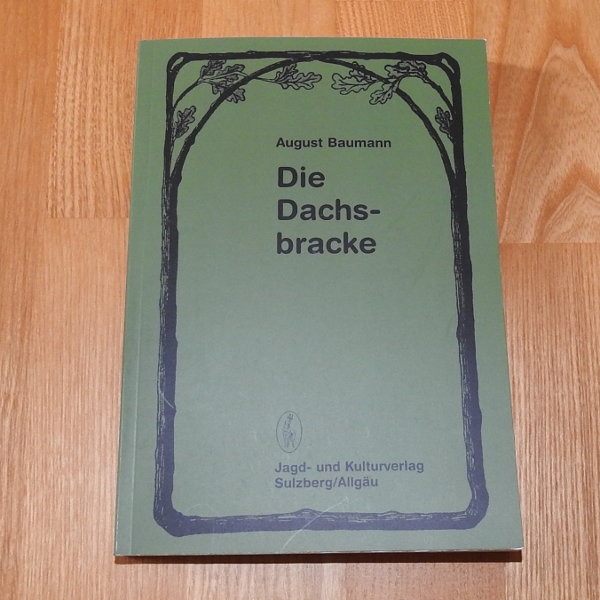 August Baumann
Die
Dachs-
bracke
Jagd- und Kulturverlag
Sulzberg/Allgäu